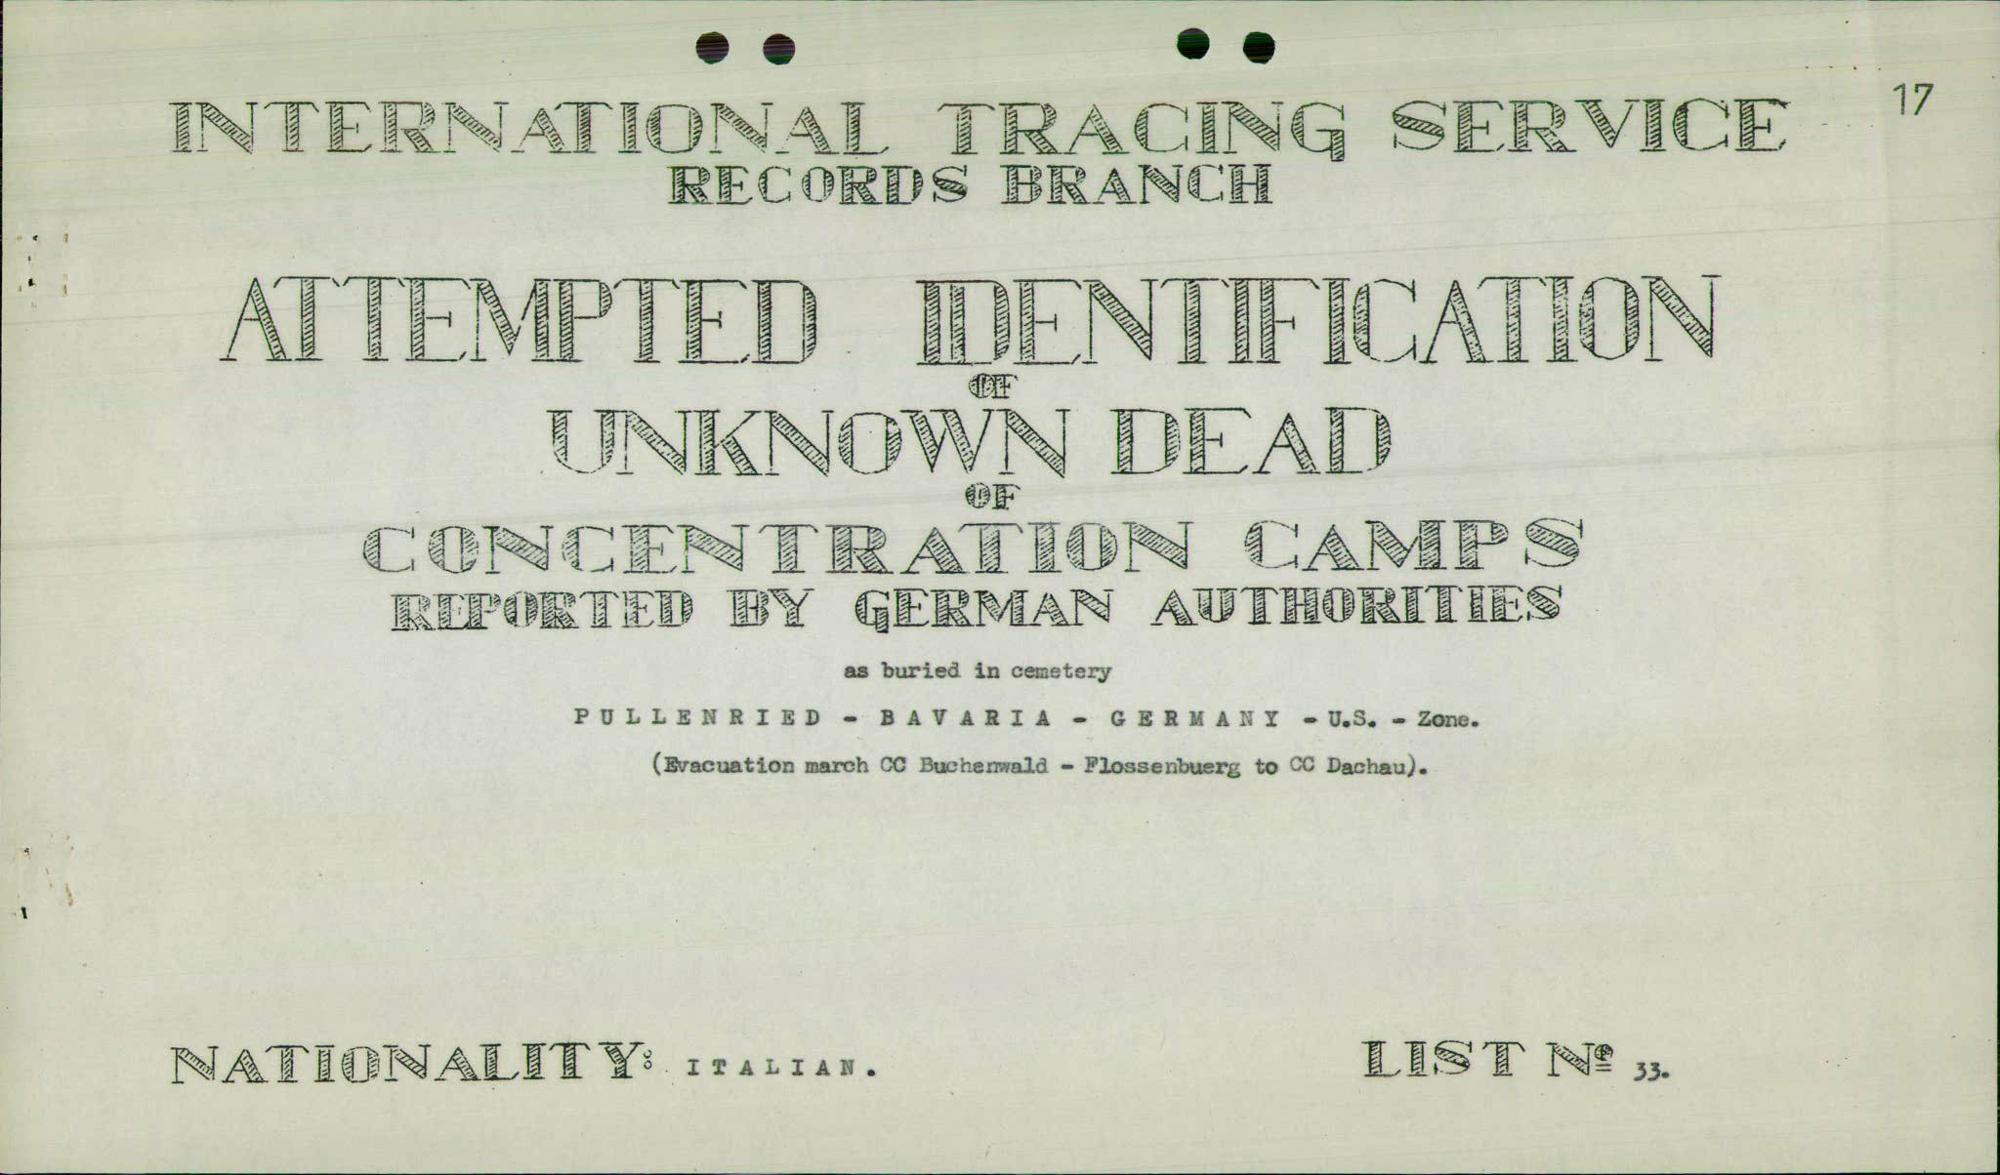 17
INTERNATIONAL TRACING SERVICE
RECORDS BRANCH
ATTEMPTED IDENTIFICATION
OF
UNKNOWN DEAD
OF
CONCENTRATION CAMPS
REPORTED BY GERMAN AUTHORITIES
as buried in cemetery
PULLENRIED - BAVARIA - GERMANY - U.S. - Zone.
(Evacuation march CC Buchenwald - Flossenbuerg to CC Dachau).
NATIONALITY: ITALIAN.
LIST Nº 33.